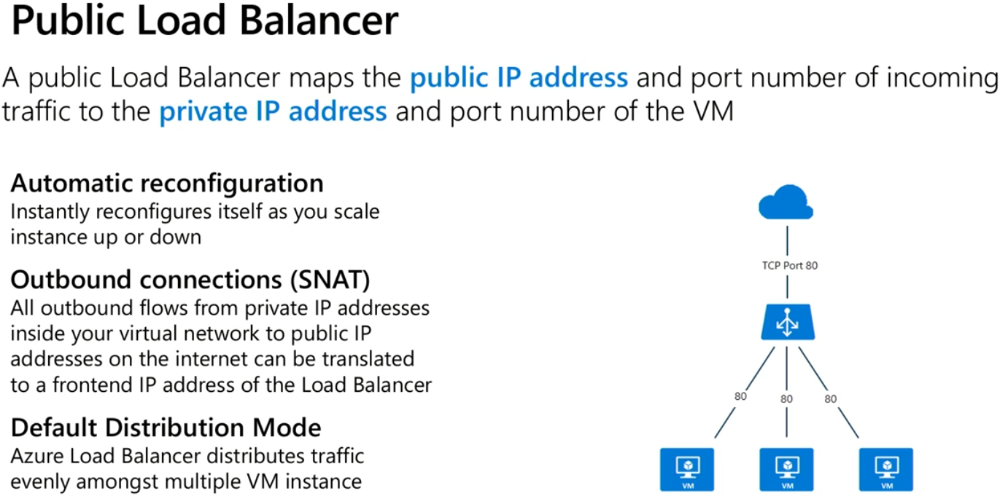 Public Load Balancer
A public Load Balancer maps the public IP address and port number of incoming
traffic to the private IP address and port number of the VM
Automatic reconfiguration
Instantly reconfigures itself as you scale
instance up or down
Outbound connections (SNAT)
All outbound flows from private IP addresses
inside your virtual network to public IP
addresses on the internet can be translated
to a frontend IP address of the Load Balancer
Default Distribution Mode
Azure Load Balancer distributes traffic
evenly amongst multiple VM instance
TCP Port 80
80 80 80
VM VM VM